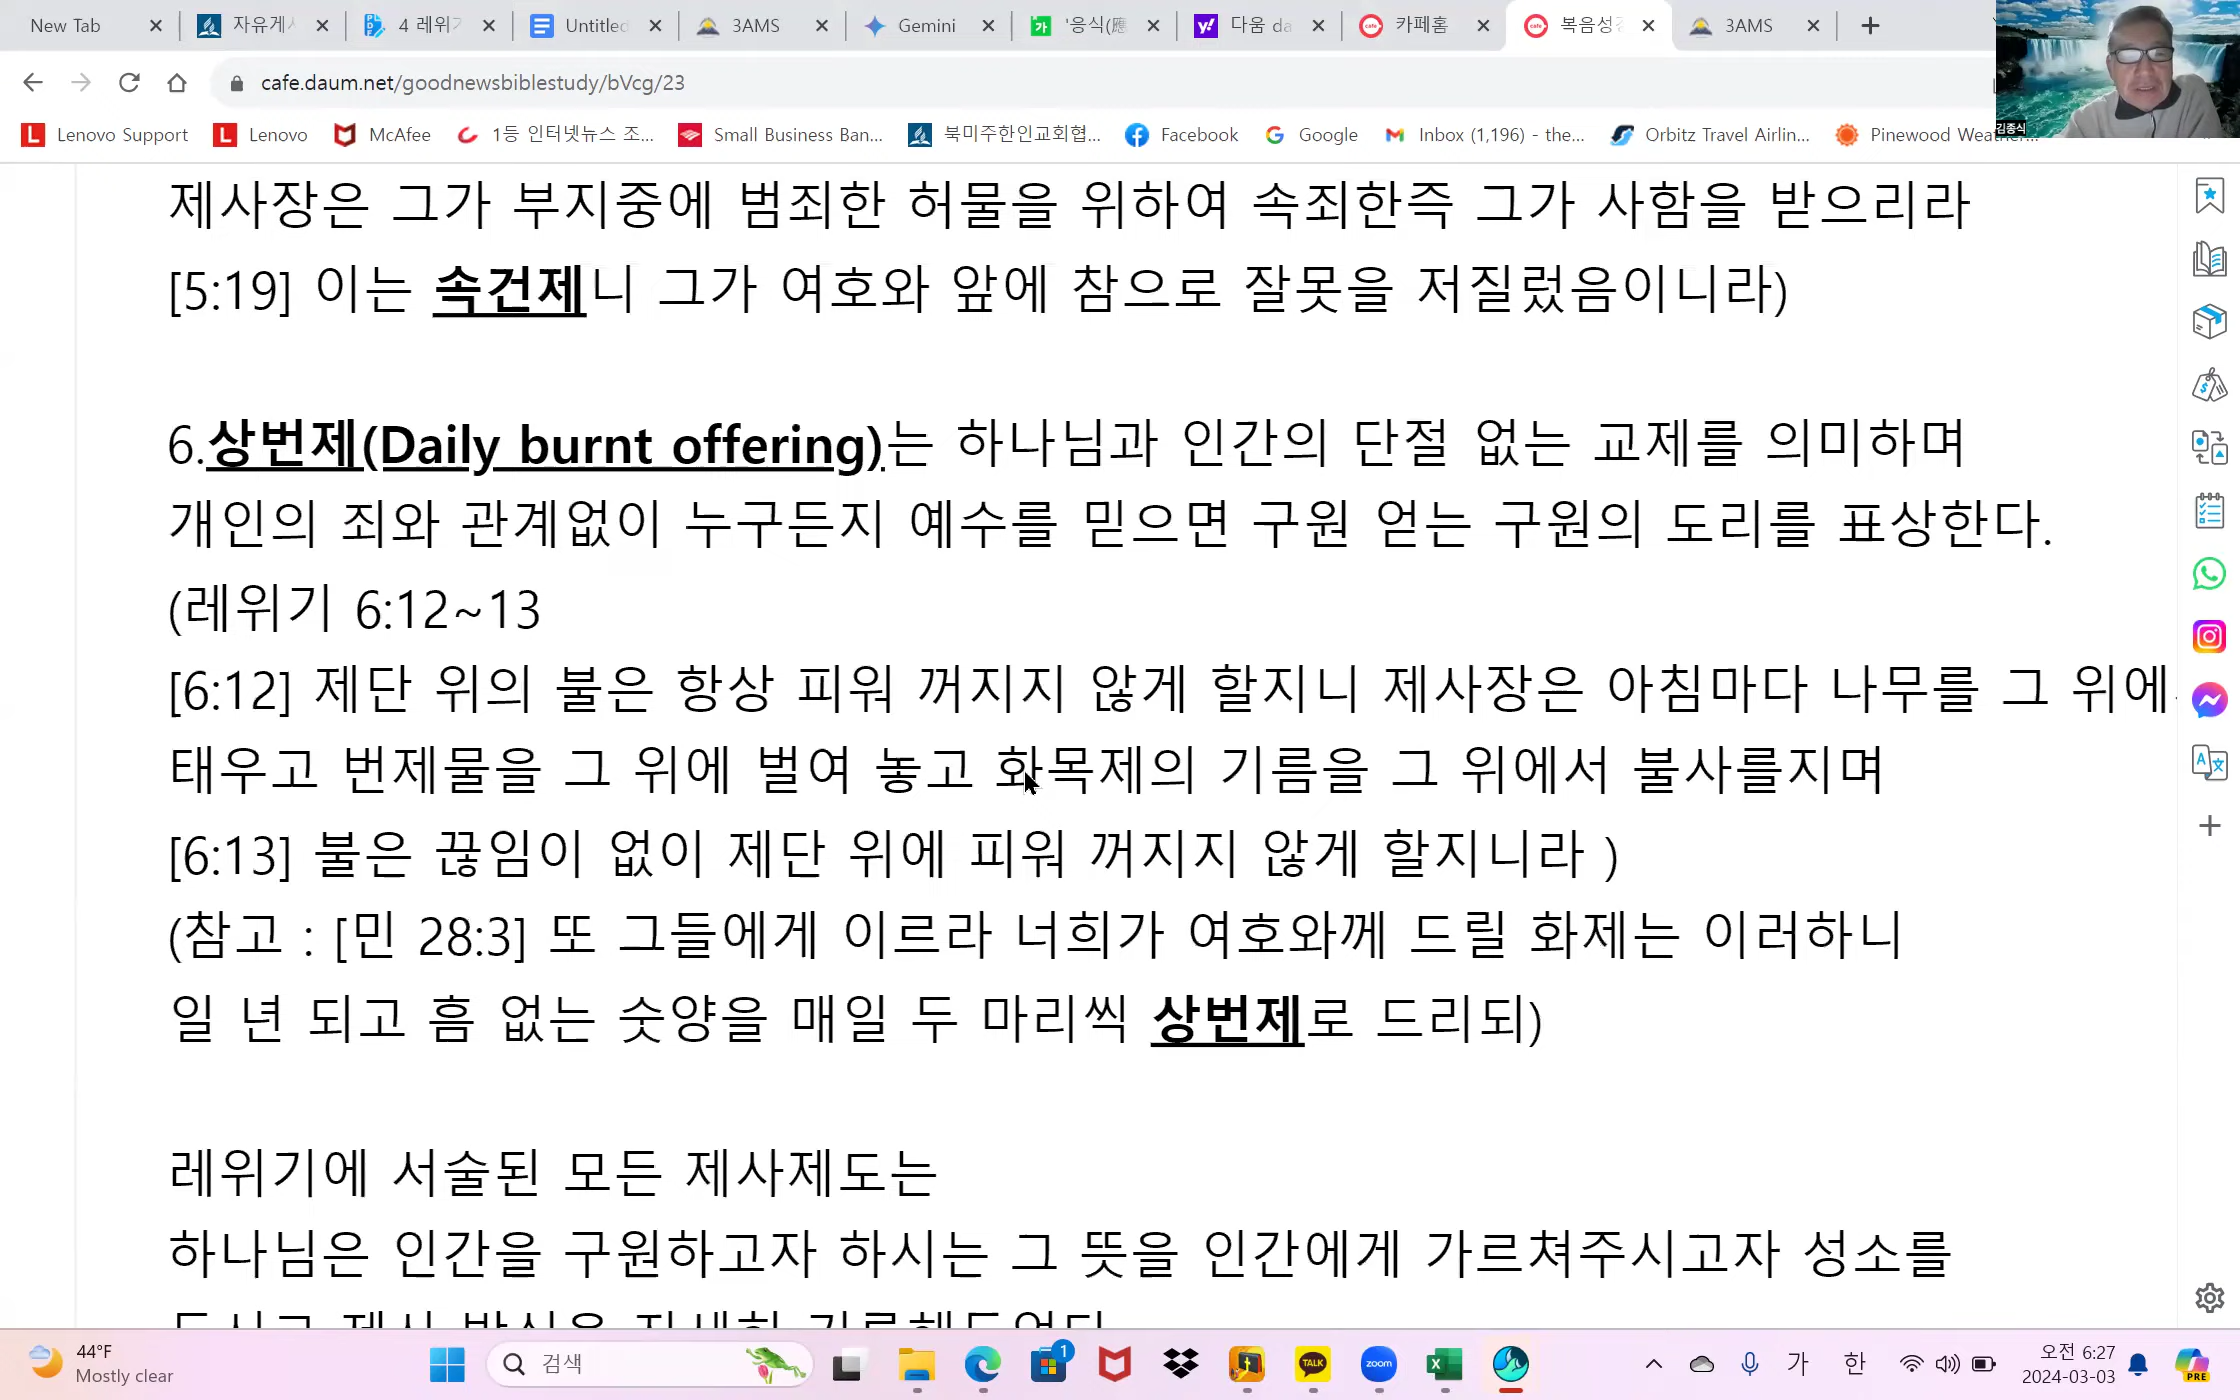 New Tab
자유게시
4 레위기
Untitled
3AMS
Gemini
'응식(應
다움 da
카페홈
복음성경
3AMS
cafe.daum.net/goodnewsbiblestudy/bVcg/23
Lenovo Support
Lenovo
McAfee
1등 인터넷뉴스 조...
Small Business Ban...
북미주한인교회협...
Facebook
Google
Inbox (1,196) - the...
Orbitz Travel Airlin...
Pinewood Weather...
김종식
제사장은 그가 부지중에 범죄한 허물을 위하여 속죄한즉 그가 사함을 받으리라
[5:19] 이는 속건제니 그가 여호와 앞에 참으로 잘못을 저질렀음이니라)
6.상번제(Daily burnt offering)는 하나님과 인간의 단절 없는 교제를 의미하며
개인의 죄와 관계없이 누구든지 예수를 믿으면 구원 얻는 구원의 도리를 표상한다.
(레위기 6:12~13
[6:12] 제단 위의 불은 항상 피워 꺼지지 않게 할지니 제사장은 아침마다 나무를 그 위에
태우고 번제물을 그 위에 벌여 놓고 화목제의 기름을 그 위에서 불사를지며
[6:13] 불은 끊임이 없이 제단 위에 피워 꺼지지 않게 할지니라 )
(참고 : [민 28:3] 또 그들에게 이르라 너희가 여호와께 드릴 화제는 이러하니
일 년 되고 흠 없는 숫양을 매일 두 마리씩 상번제로 드리되)
레위기에 서술된 모든 제사제도는
하나님은 인간을 구원하고자 하시는 그 뜻을 인간에게 가르쳐주시고자 성소를
44°F
Mostly clear
검색
1
TALK
zoom
가
한
오전 6:27
2024-03-03
PRE